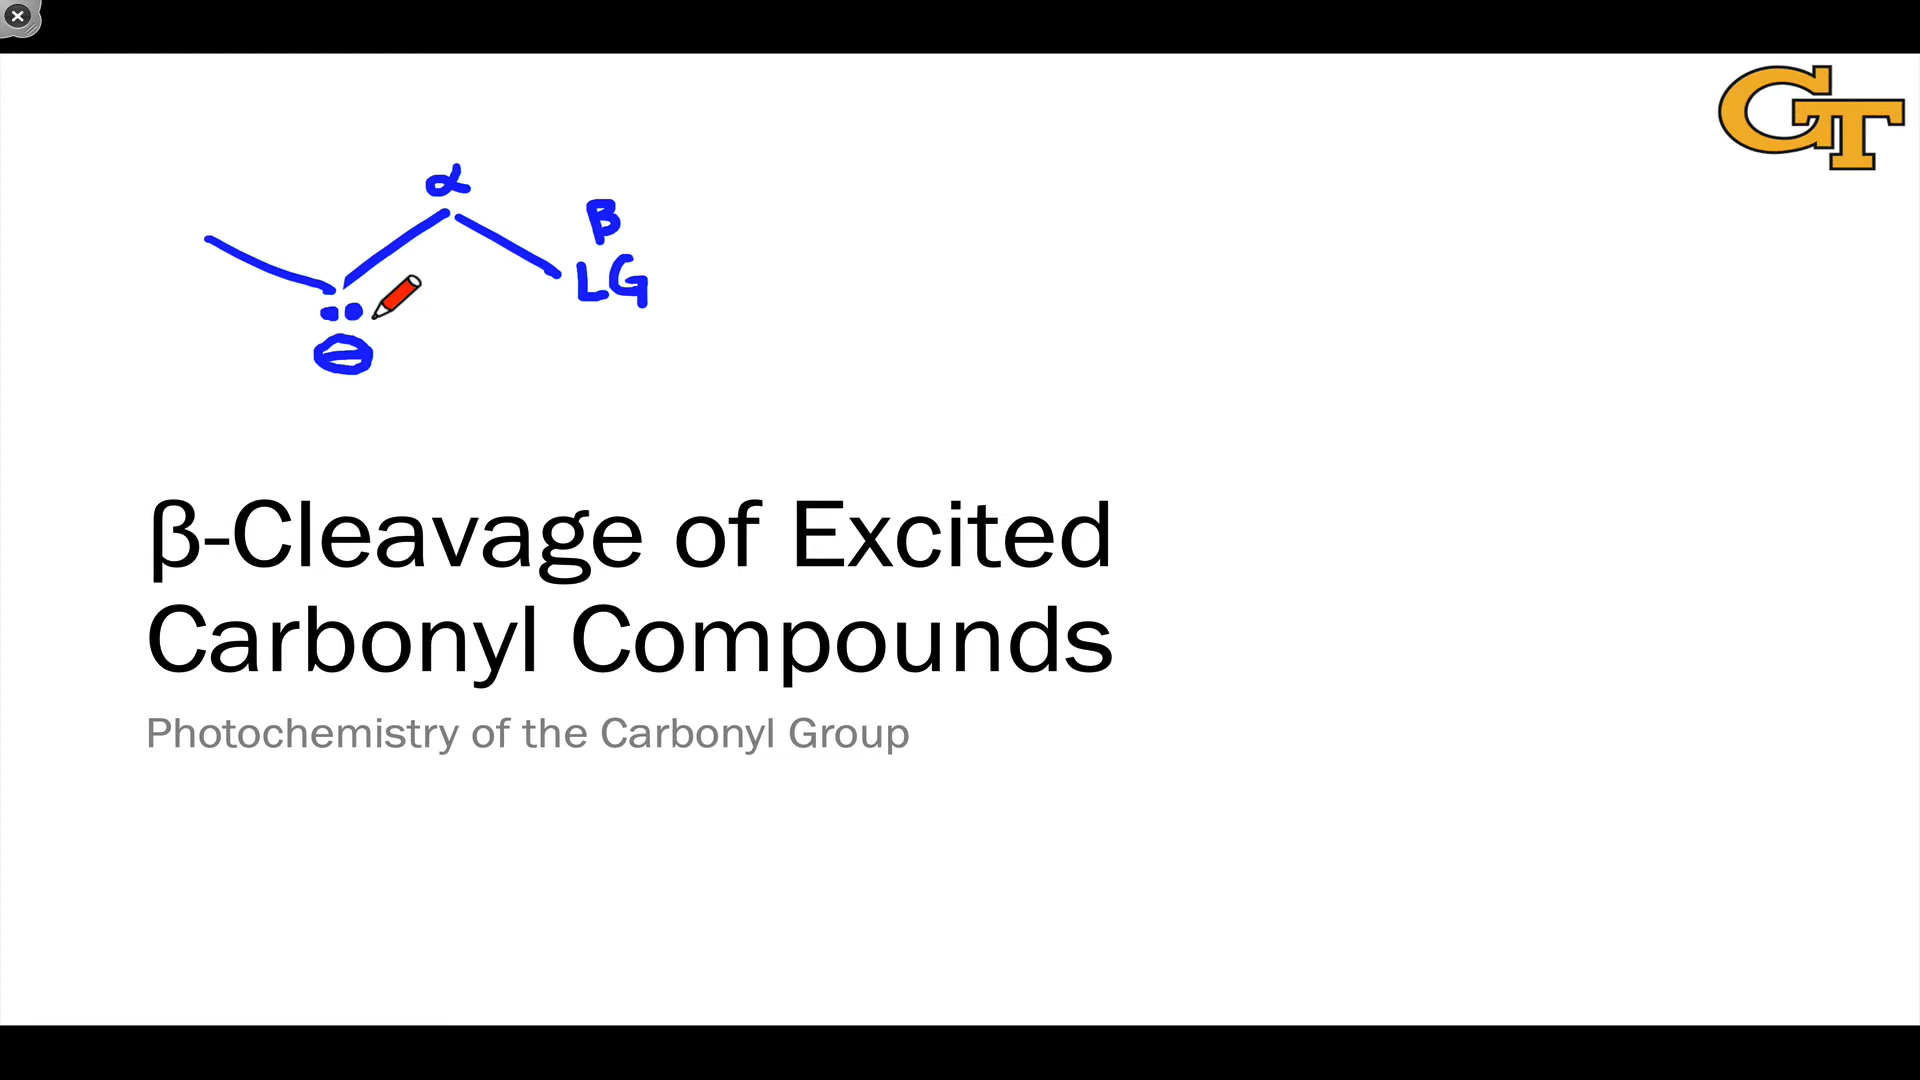 α
β
LG
⊖
β-Cleavage of Excited
Carbonyl Compounds
Photochemistry of the Carbonyl Group
GT